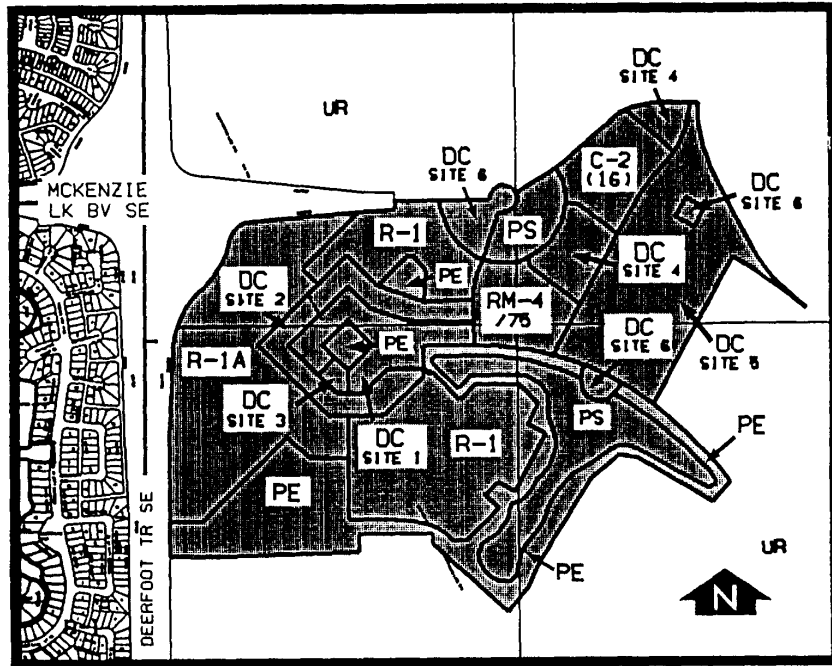 DC
SITE 4
UR
C-2
(16)
DC
SITE 6
DC
SITE 6
MCKENZIE
LK BV SE
R-1
PS
PE
DC
SITE 4
DC
SITE 2
RM-4
/75
PE
DC
SITE 6
R-1A
DC
SITE 5
DC
SITE 3
PS
DC
SITE 1
R-1
PE
PE
UR
PE
N
DEERFOOT TR SE